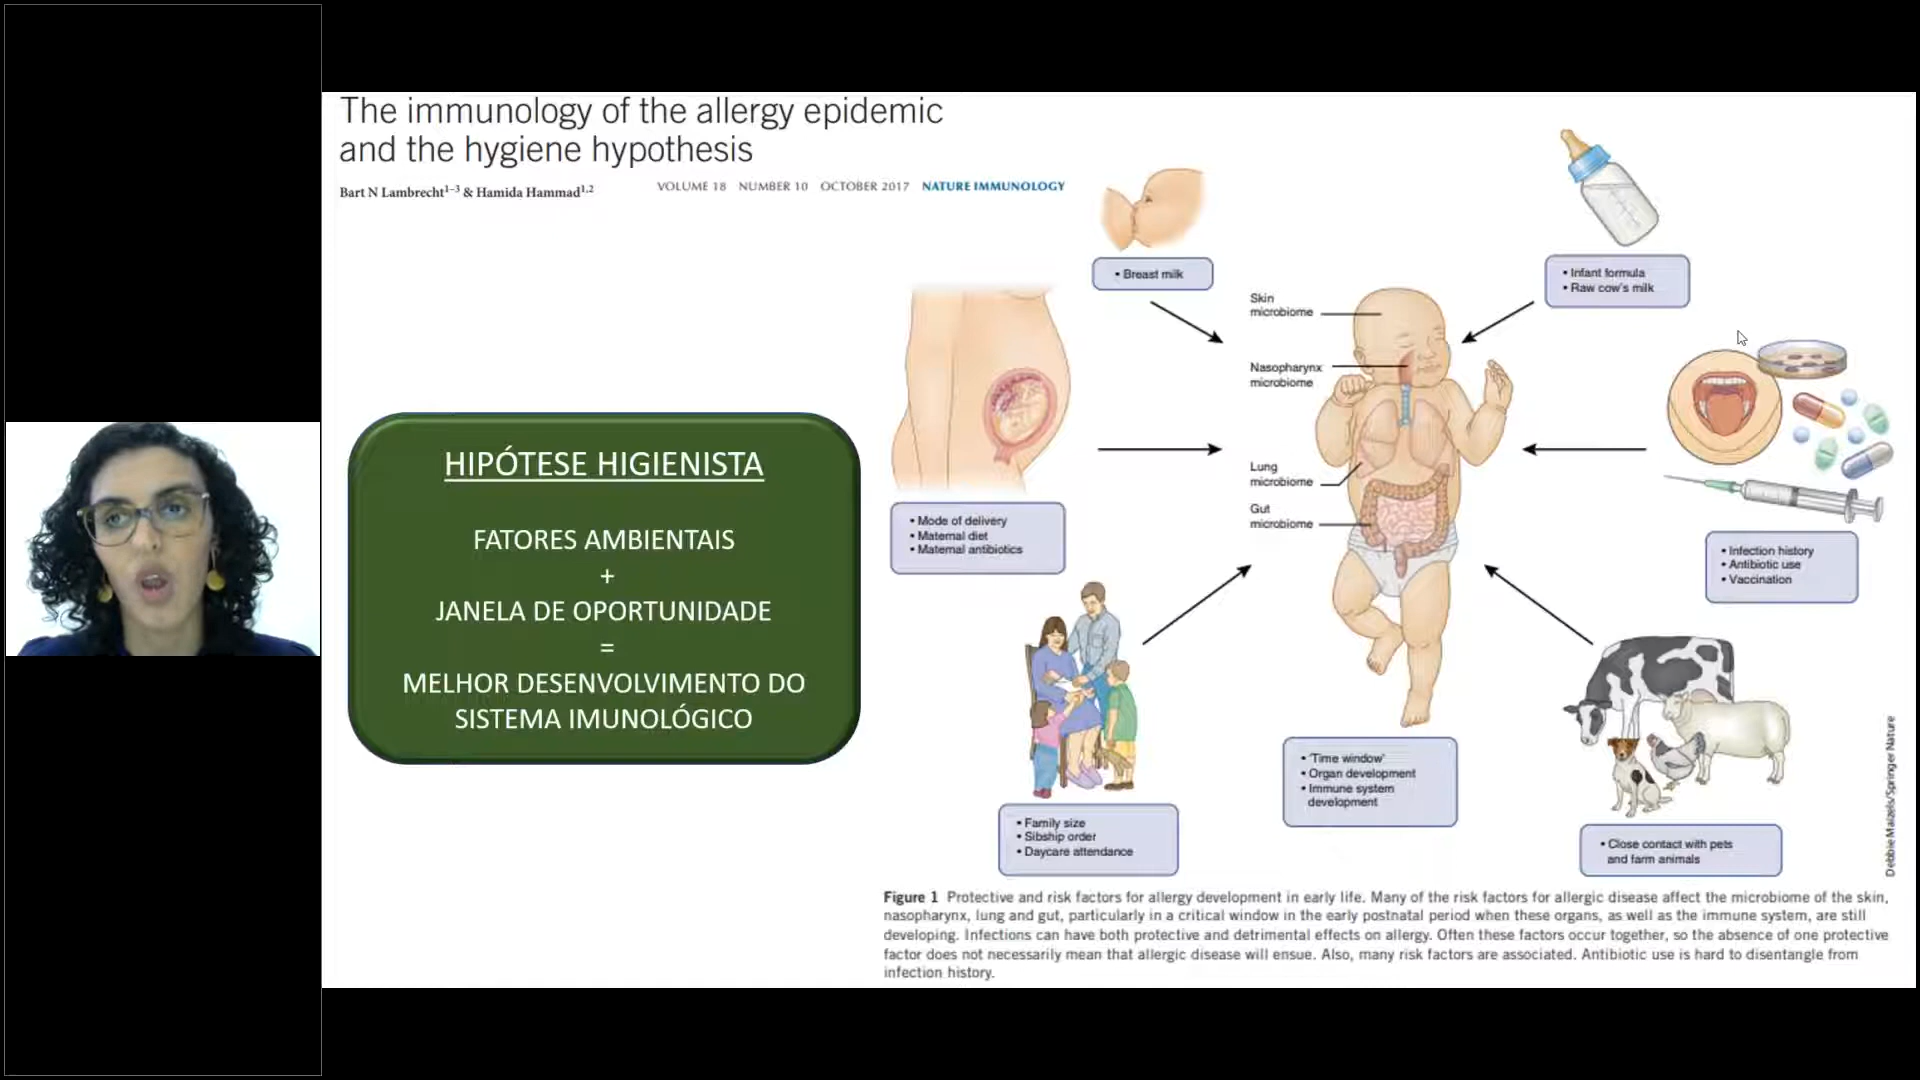 The immunology of the allergy epidemic
and the hygiene hypothesis
Bart N Lambrecht1–3 & Hamida Hammad1,2
VOLUME 18 NUMBER 10 OCTOBER 2017 NATURE IMMUNOLOGY
HIPÓTESE HIGIENISTA
FATORES AMBIENTAIS
+
JANELA DE OPORTUNIDADE
=
MELHOR DESENVOLVIMENTO DO
SISTEMA IMUNOLÓGICO
• Breast milk
• Infant formula
• Raw cow's milk
Skin
microbiome
Nasopharynx
microbiome
Lung
microbiome
Gut
microbiome
• Mode of delivery
• Maternal diet
• Maternal antibiotics
• Infection history
• Antibiotic use
• Vaccination
• Family size
• Sibship order
• Daycare attendance
• 'Time window'
• Organ development
• Immune system
development
• Close contact with pets
and farm animals
Debbie Maizels/Springer Nature
Figure 1 Protective and risk factors for allergy development in early life. Many of the risk factors for allergic disease affect the microbiome of the skin,
nasopharynx, lung and gut, particularly in a critical window in the early postnatal period when these organs, as well as the immune system, are still
developing. Infections can have both protective and detrimental effects on allergy. Often these factors occur together, so the absence of one protective
factor does not necessarily mean that allergic disease will ensue. Also, many risk factors are associated. Antibiotic use is hard to disentangle from
infection history.